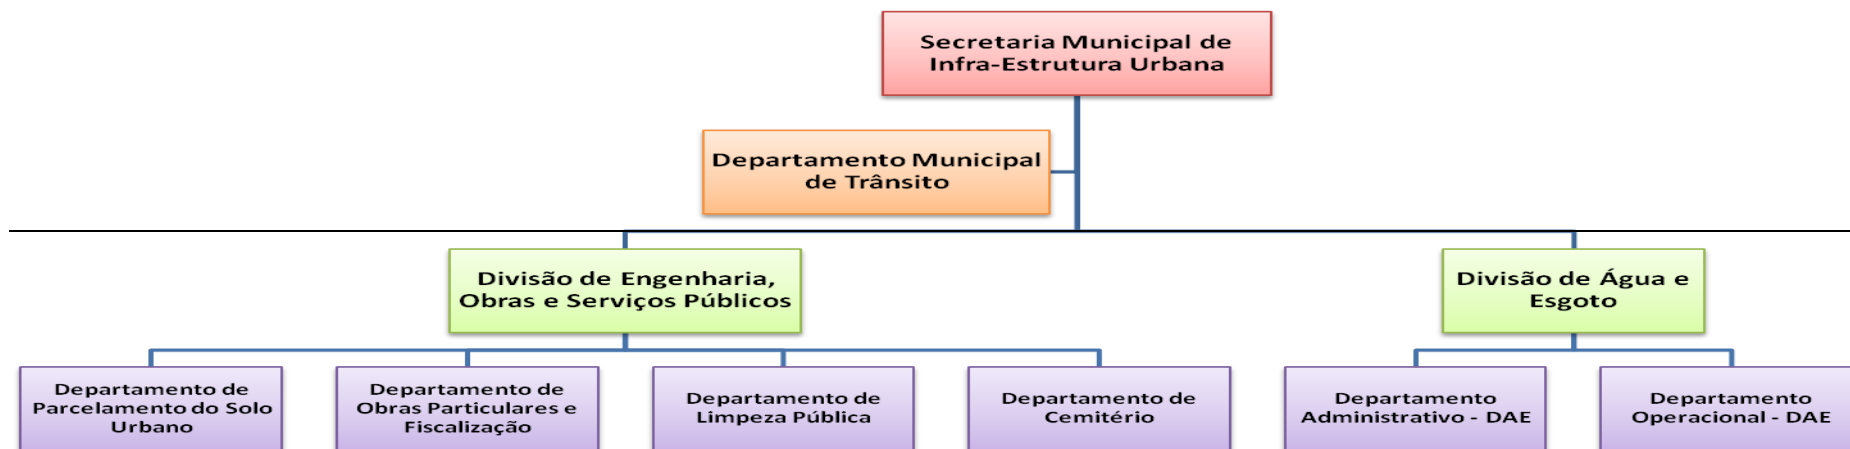 Secretaria Municipal de
Infra-Estrutura Urbana
Departamento Municipal
de Trânsito
Divisão de Engenharia,
Obras e Serviços Públicos
Divisão de Água e
Esgoto
Departamento de
Parcelamento do Solo
Urbano
Departamento de
Obras Particulares e
Fiscalização
Departamento de
Limpeza Pública
Departamento de
Cemitério
Departamento
Administrativo - DAE
Departamento
Operacional - DAE